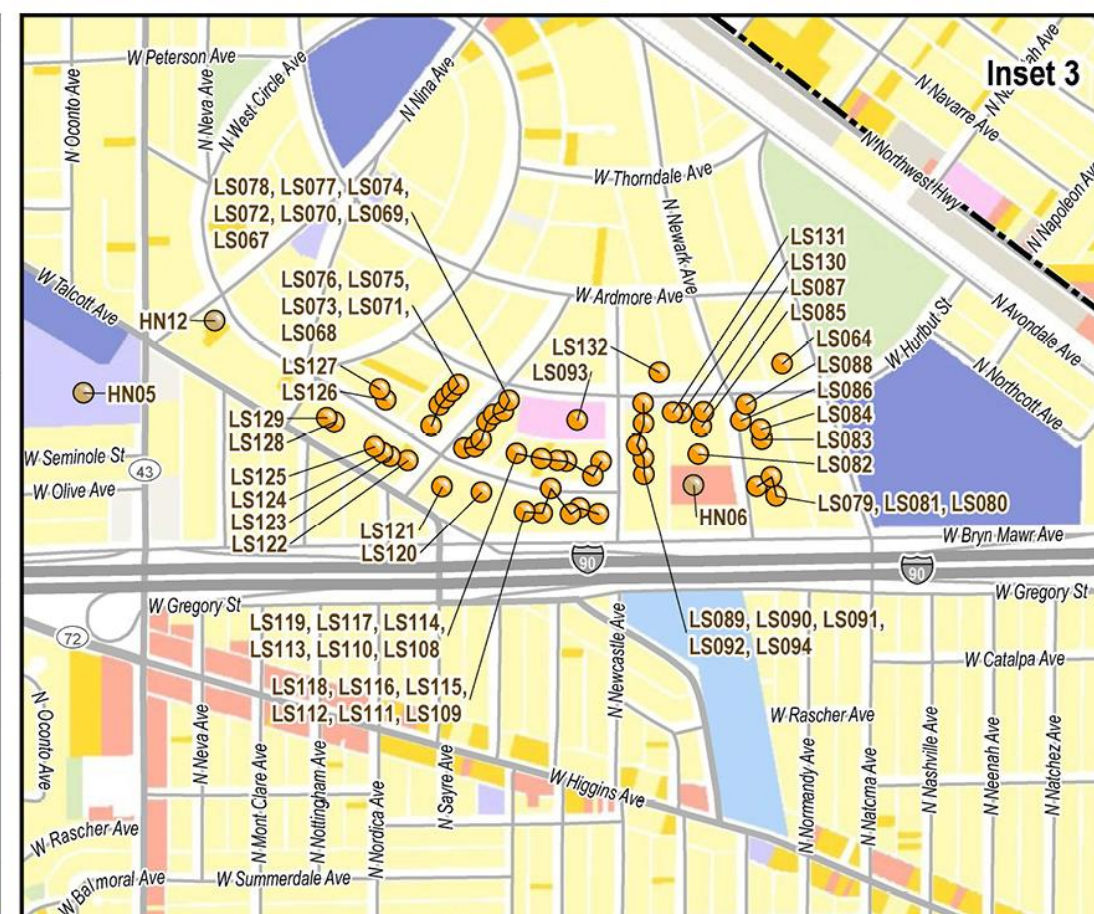 Inset 3
W Peterson Ave
N Oconto Ave
N Neva Ave
N West Circle Ave
N Nina Ave
N Navarre Ave
N Northwest Hwy
N Napoleon Ave
W Thorndale Ave
N Newark Ave
W Ardmore Ave
W Hurlbut St
N Avondale Ave
N Northcott Ave
W Talcott Ave
LS078, LS077, LS074,
LS072, LS070, LS069,
LS067
LS076, LS075,
LS073, LS071,
LS068
HN12
HN05
LS127
LS126
LS129
LS128
LS125
LS124
LS123
LS122
LS121
LS120
LS132
LS093
LS131
LS130
LS087
LS085
LS064
LS088
LS086
LS084
LS083
LS082
LS079, LS081, LS080
HN06
W Seminole St
43
W Olive Ave
W Bryn Mawr Ave
90
90
W Gregory St
W Gregory St
72
LS119, LS117, LS114,
LS113, LS110, LS108
LS118, LS116, LS115,
LS112, LS111, LS109
LS089, LS090, LS091,
LS092, LS094
N Newcastle Ave
W Catalpa Ave
W Rascher Ave
N Oconto Ave
N Neva Ave
N Mont Clare Ave
N Nottingham Ave
N Nordica Ave
N Sayre Ave
W Higgins Ave
N Normandy Ave
N Natoma Ave
N Nashville Ave
N Neenah Ave
N Natchez Ave
W Rascher Ave
W Balmoral Ave
W Summerdale Ave